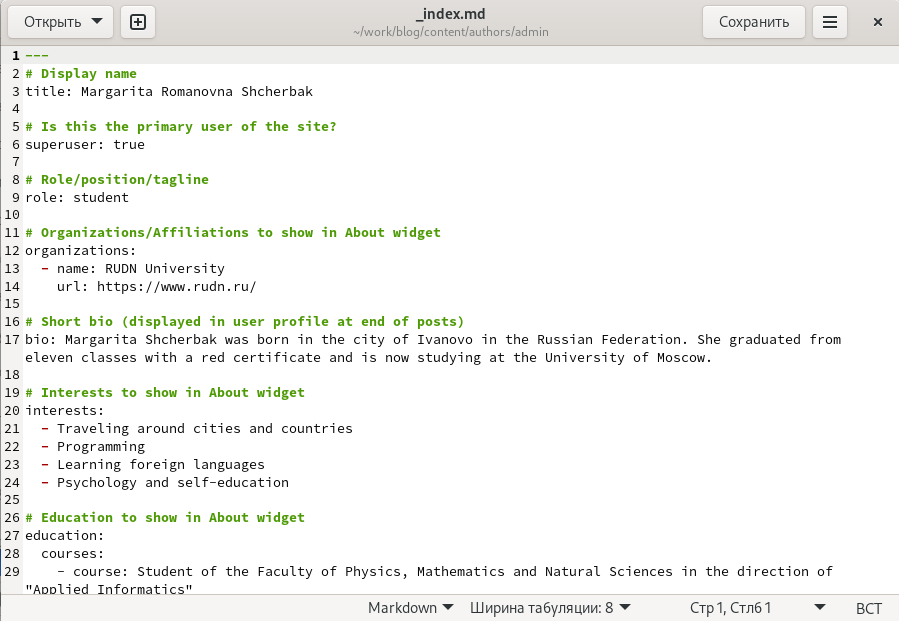 Открыть
_index.md
~/work/blog/content/authors/admin
Сохранить
1 ---
2 # Display name
3 title: Margarita Romanovna Shcherbak
4
5 # Is this the primary user of the site?
6 superuser: true
7
8 # Role/position/tagline
9 role: student
10
11 # Organizations/Affiliations to show in About widget
12 organizations:
13   - name: RUDN University
14     url: https://www.rudn.ru/
15
16 # Short bio (displayed in user profile at end of posts)
17 bio: Margarita Shcherbak was born in the city of Ivanovo in the Russian Federation. She graduated from
eleven classes with a red certificate and is now studying at the University of Moscow.
18
19 # Interests to show in About widget
20 interests:
21   - Traveling around cities and countries
22   - Programming
23   - Learning foreign languages
24   - Psychology and self-education
25
26 # Education to show in About widget
27 education:
28   courses:
29     - course: Student of the Faculty of Physics, Mathematics and Natural Sciences in the direction of
"Applied Informatics"
Markdown Ширина табуляции: 8 Стр 1, Стлб 1 ВСТ